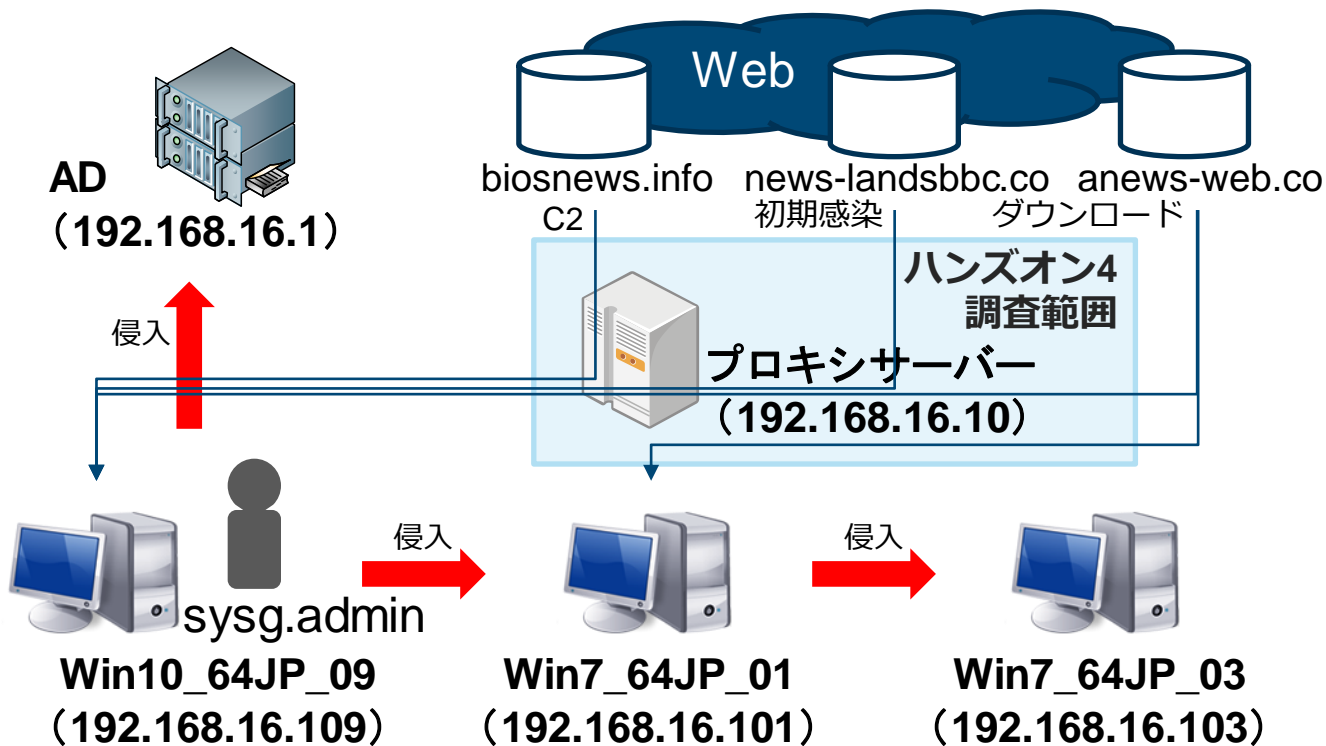 Web
biosnews.info
news-landsbbc.co
anews-web.co
C2
初期感染
ダウンロード
AD
（192.168.16.1）
ハンズオン4
調査範囲
侵入
プロキシサーバー
（192.168.16.10）
sysg.admin
侵入
侵入
Win10_64JP_09
（192.168.16.109）
Win7_64JP_01
（192.168.16.101）
Win7_64JP_03
（192.168.16.103）